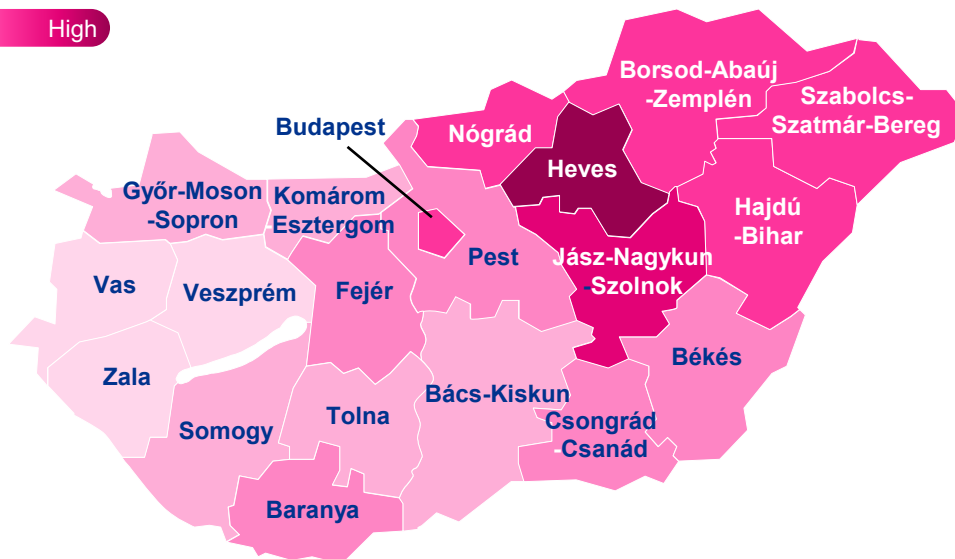 High
Borsod-Abaúj
-Zemplén
Szabolcs-
Szatmár-Bereg
Budapest
Nógrád
Heves
Győr-Moson
-Sopron
Komárom
-Esztergom
Hajdú
-Bihar
Pest
Jász-Nagykun
-Szolnok
Vas
Veszprém
Fejér
Békés
Zala
Bács-Kiskun
Tolna
Somogy
Csongrád
-Csanád
Baranya